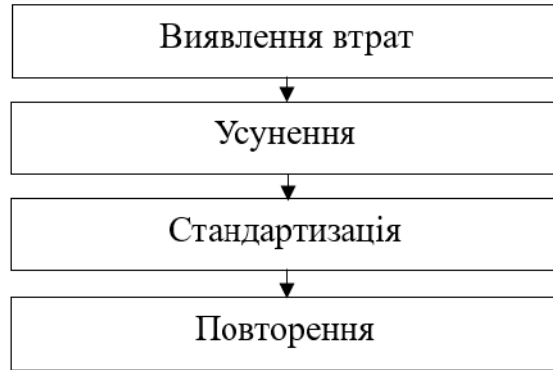 Виявлення втрат
Усунення
Стандартизація
Повторення